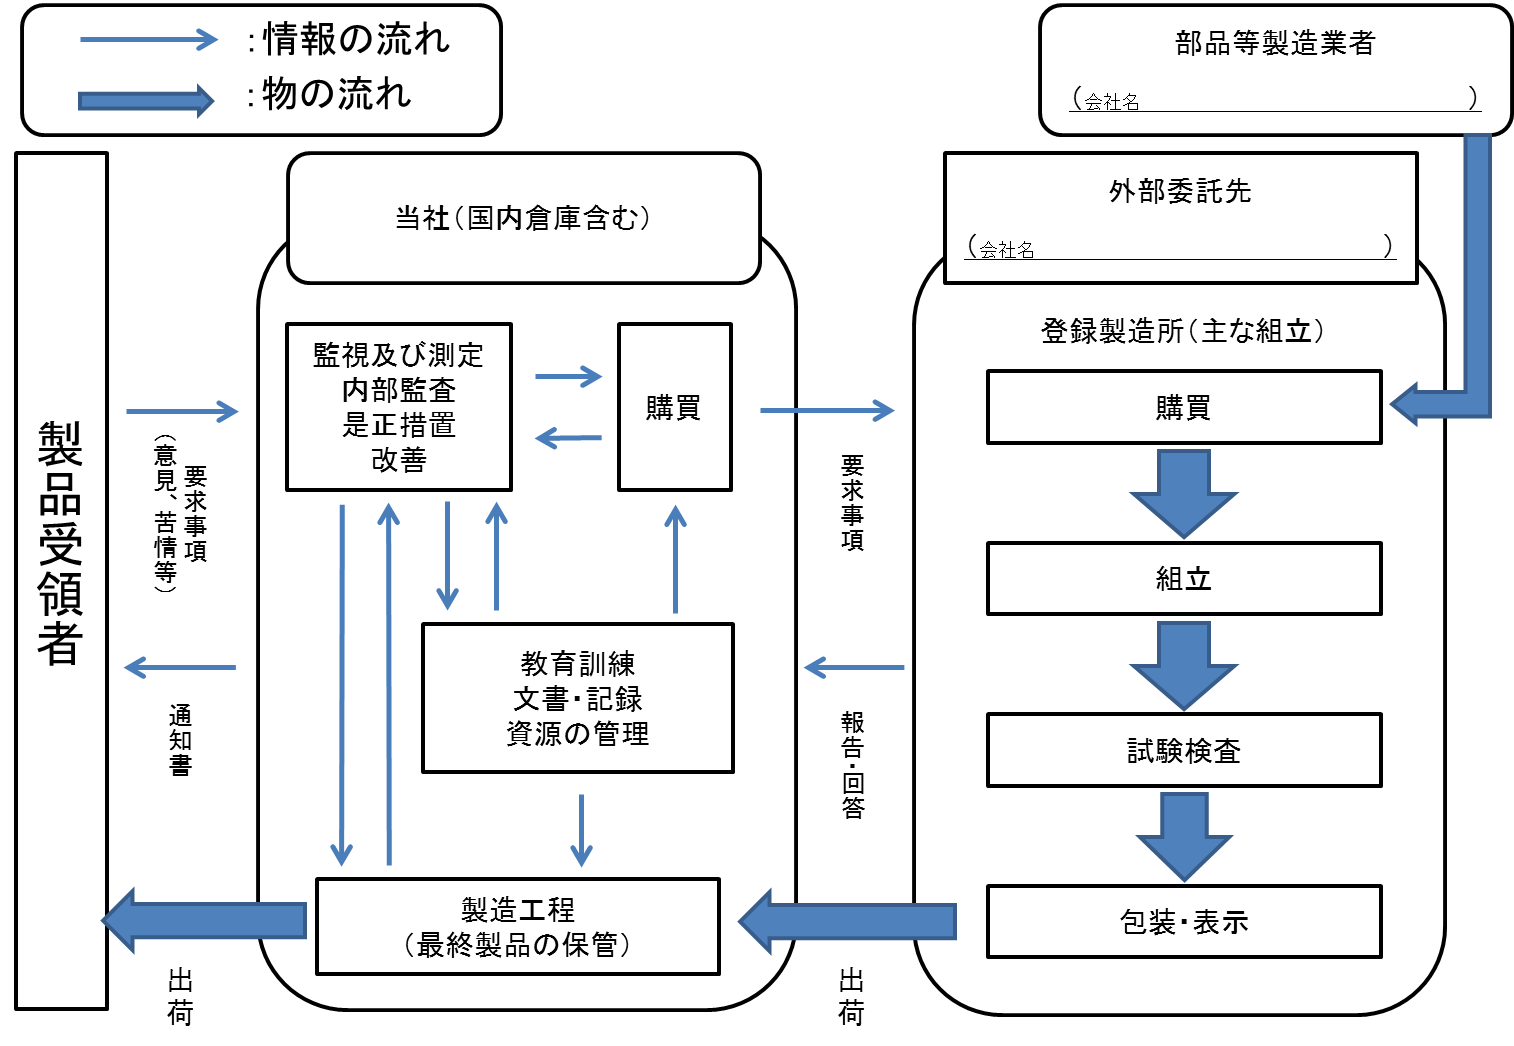 :情報の流れ
:物の流れ
部品等製造業者
(会社名　　　　　　　　　　　　　　　　　　)
製品受領者
要求事項
(意見、苦情等)
通知書
出荷
当社(国内倉庫含む)
監視及び測定
内部監査
是正措置
改善
購買
教育訓練
文書・記録
資源の管理
製造工程
(最終製品の保管)
要求事項
報告・回答
出荷
外部委託先
(会社名　　　　　　　　　　　　　　　　　　)
登録製造所(主な組立)
購買
組立
試験検査
包装・表示